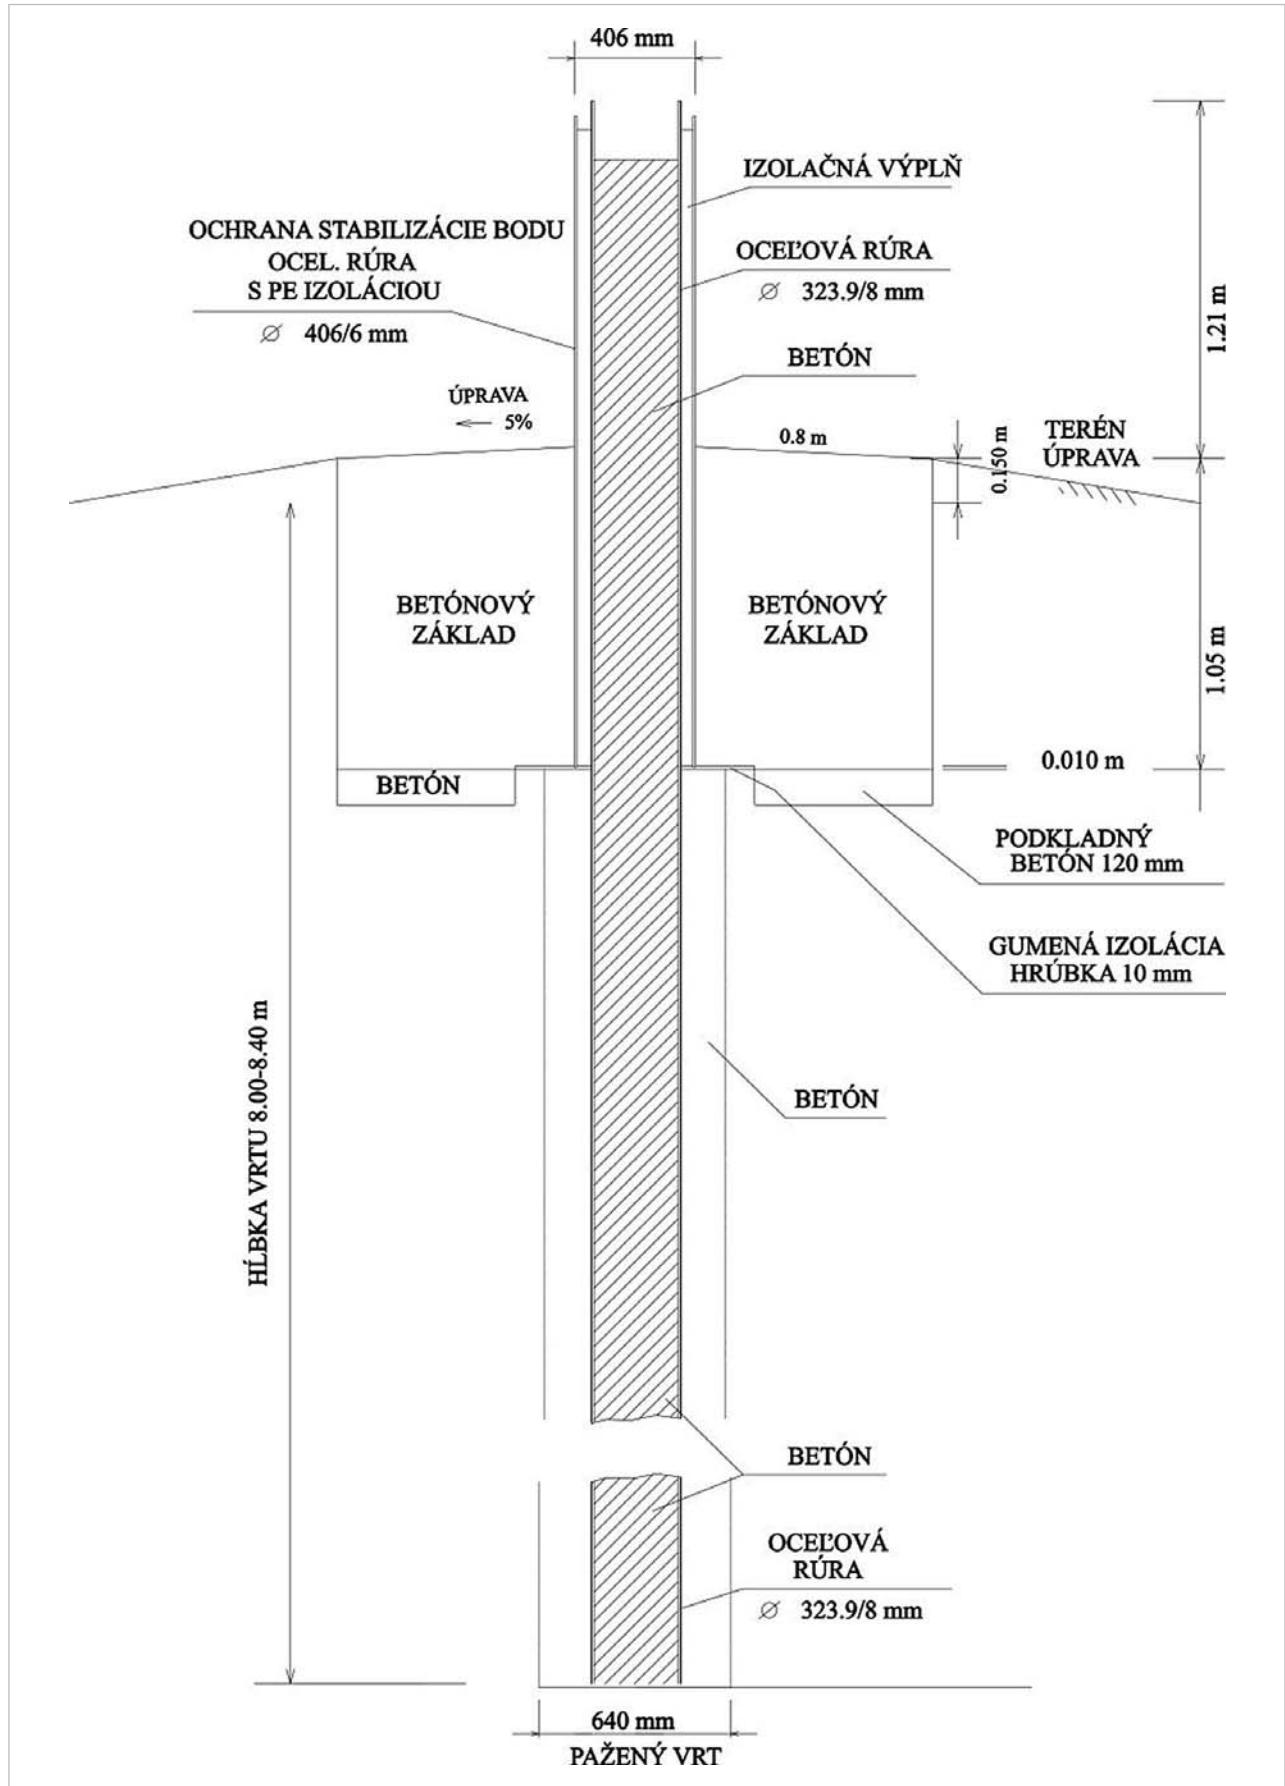 406 mm
IZOLAČNÁ VÝPLŇ
OCHRANA STABILIZÁCIE BODU
OCEL. RÚRA
S PE IZOLÁCIOU
∅ 406/6 mm
OCEĽOVÁ RÚRA
∅ 323.9/8 mm
1.21 m
BETÓN
ÚPRAVA
← 5%
0.8 m
0.150 m
TERÉN
ÚPRAVA
BETÓNOVÝ
ZÁKLAD
BETÓNOVÝ
ZÁKLAD
1.05 m
0.010 m
BETÓN
PODKLADNÝ
BETÓN 120 mm
GUMENÁ IZOLÁCIA
HRÚBKA 10 mm
HĹBKA VRTU 8.00-8.40 m
BETÓN
BETÓN
OCEĽOVÁ
RÚRA
∅ 323.9/8 mm
640 mm
PAŽENÝ VRT